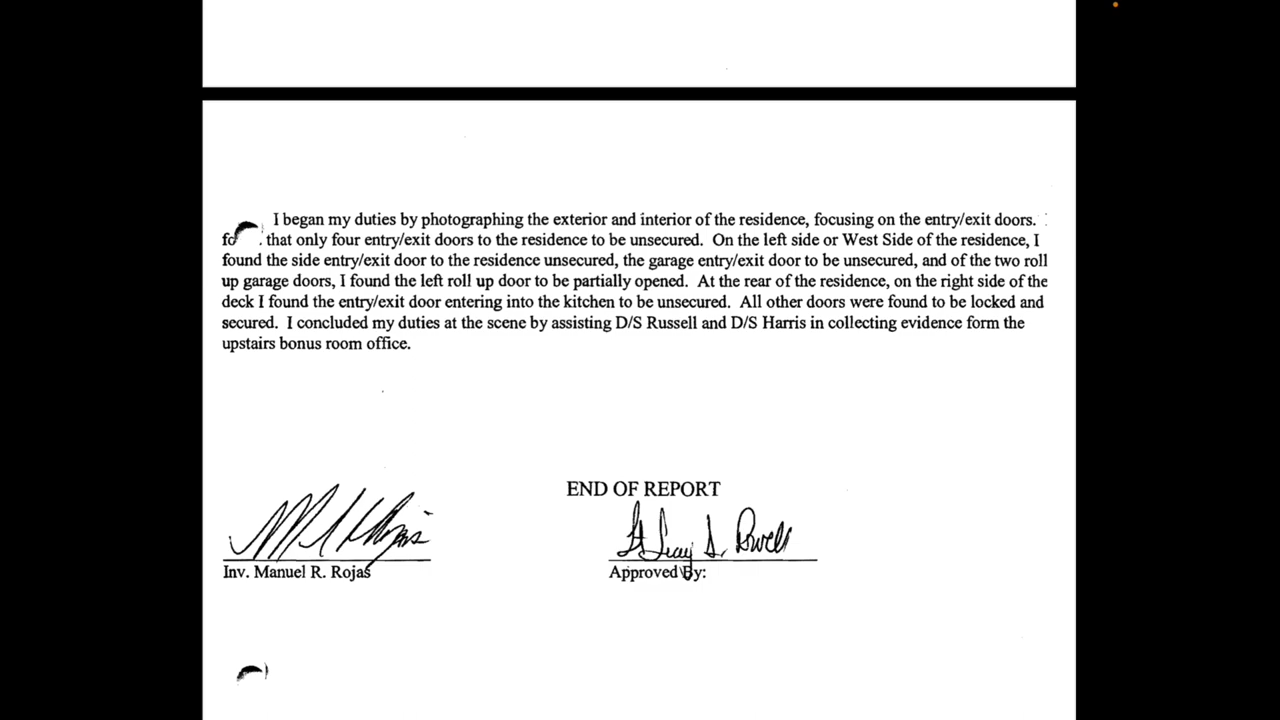 I began my duties by photographing the exterior and interior of the residence, focusing on the entry/exit doors.
that only four entry/exit doors to the residence to be unsecured. On the left side or West Side of the residence, I
found the side entry/exit door to the residence unsecured, the garage entry/exit door to be unsecured, and of the two roll
up garage doors, I found the left roll up door to be partially opened. At the rear of the residence, on the right side of the
deck I found the entry/exit door entering into the kitchen to be unsecured. All other doors were found to be locked and
secured. I concluded my duties at the scene by assisting D/S Russell and D/S Harris in collecting evidence form the
upstairs bonus room office.
END OF REPORT
Inv. Manuel R. Rojas
Approved By: